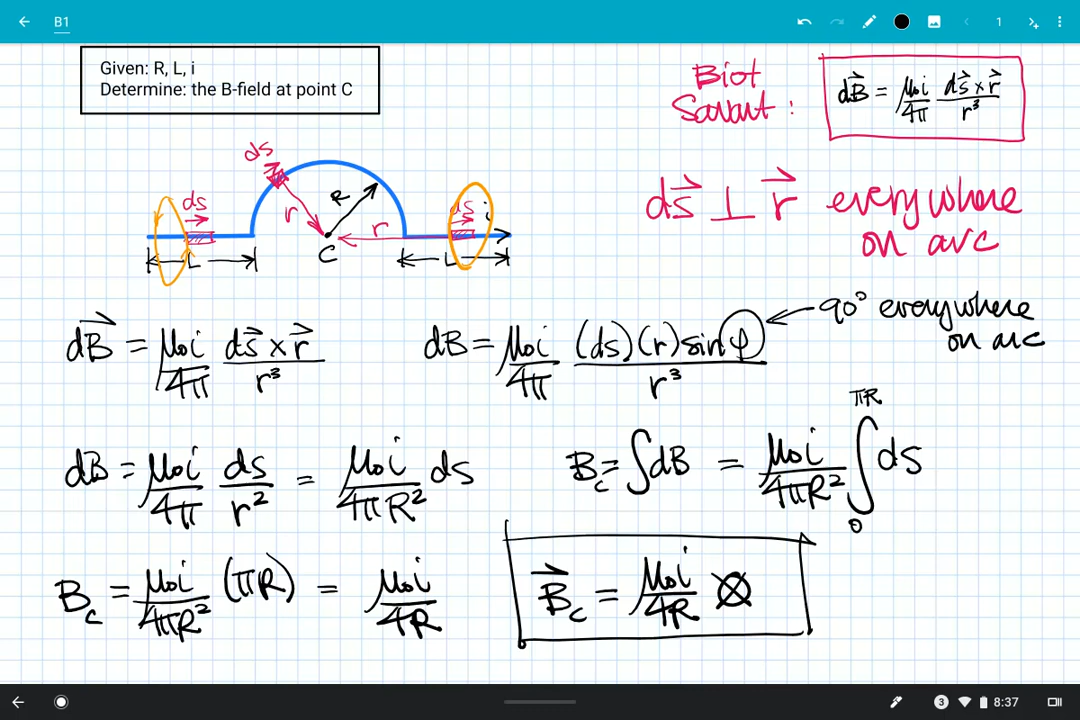 B1
1
Given: R, L, i
Determine: the B-field at point C
Biot
Savart :
dB⃗ = μ₀i/4π ds⃗ × r⃗/r³
ds
ds
R
r
r
ds
i
C
L
L
ds⃗ ⊥ r⃗ everywhere
on arc
dB⃗ = μ₀i/4π ds⃗ × r⃗/r³
dB = μ₀i/4π (ds)(r) sin φ/r³
90° everywhere
on arc
dB = μ₀i/4π ds/r² = μ₀i/4πR² ds
B_c = ∫dB = μ₀i/4πR² ∫₀^πR ds
B_c = μ₀i/4πR² (πR) = μ₀i/4R
B⃗_c = μ₀i/4R ⊗
3
8:37